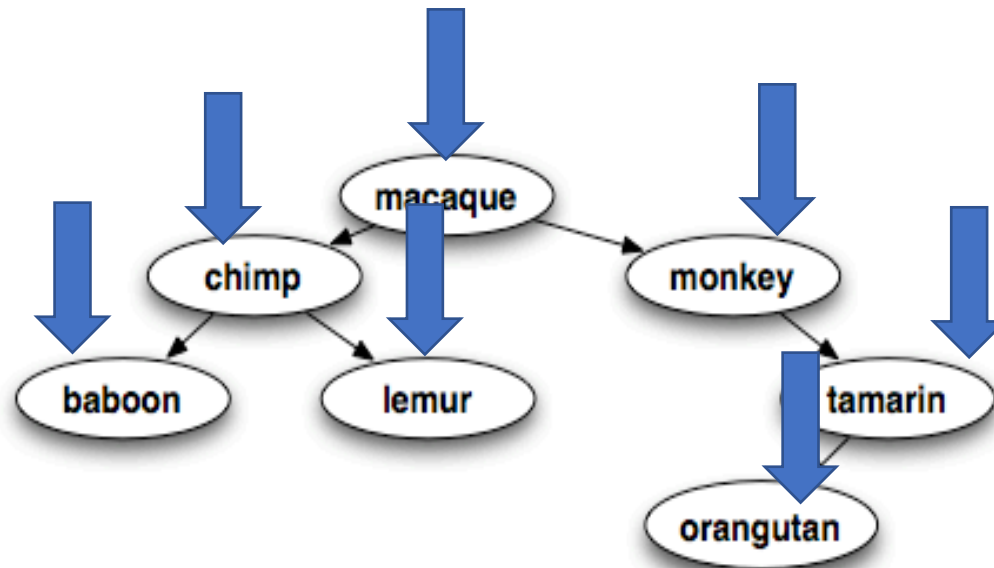 macaque
chimp
monkey
baboon
lemur
tamarin
orangutan